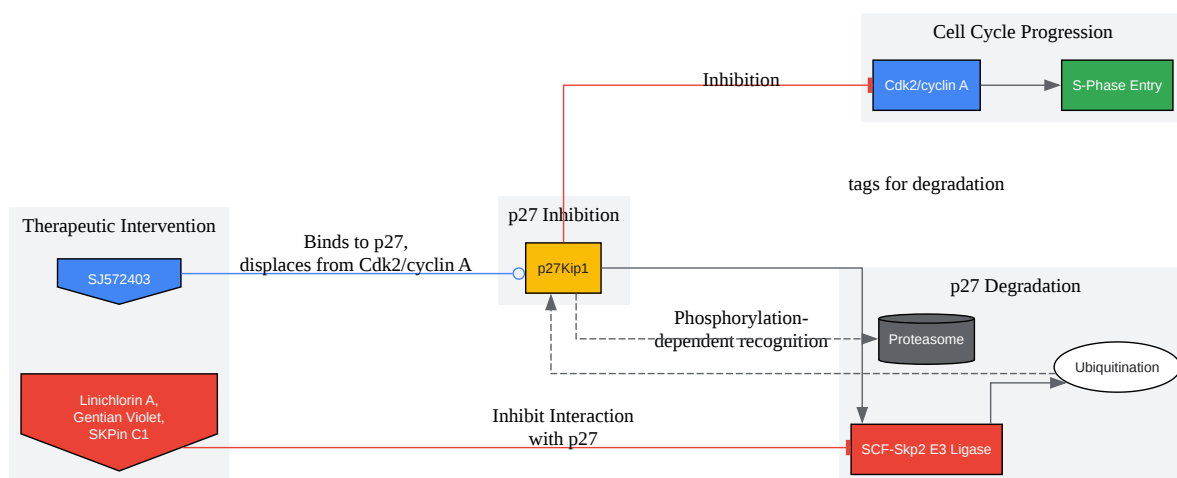 Cell Cycle Progression
Inhibition
Cdk2/cyclin A
S-Phase Entry
tags for degradation
Therapeutic Intervention
p27 Inhibition
Binds to p27,
displaces from Cdk2/cyclin A
SJ572403
p27Kip1
p27 Degradation
Phosphorylation-
dependent recognition
Proteasome
Ubiquitination
Linichlorin A,
Gentian Violet,
SKPin C1
Inhibit Interaction
with p27
SCF-Skp2 E3 Ligase